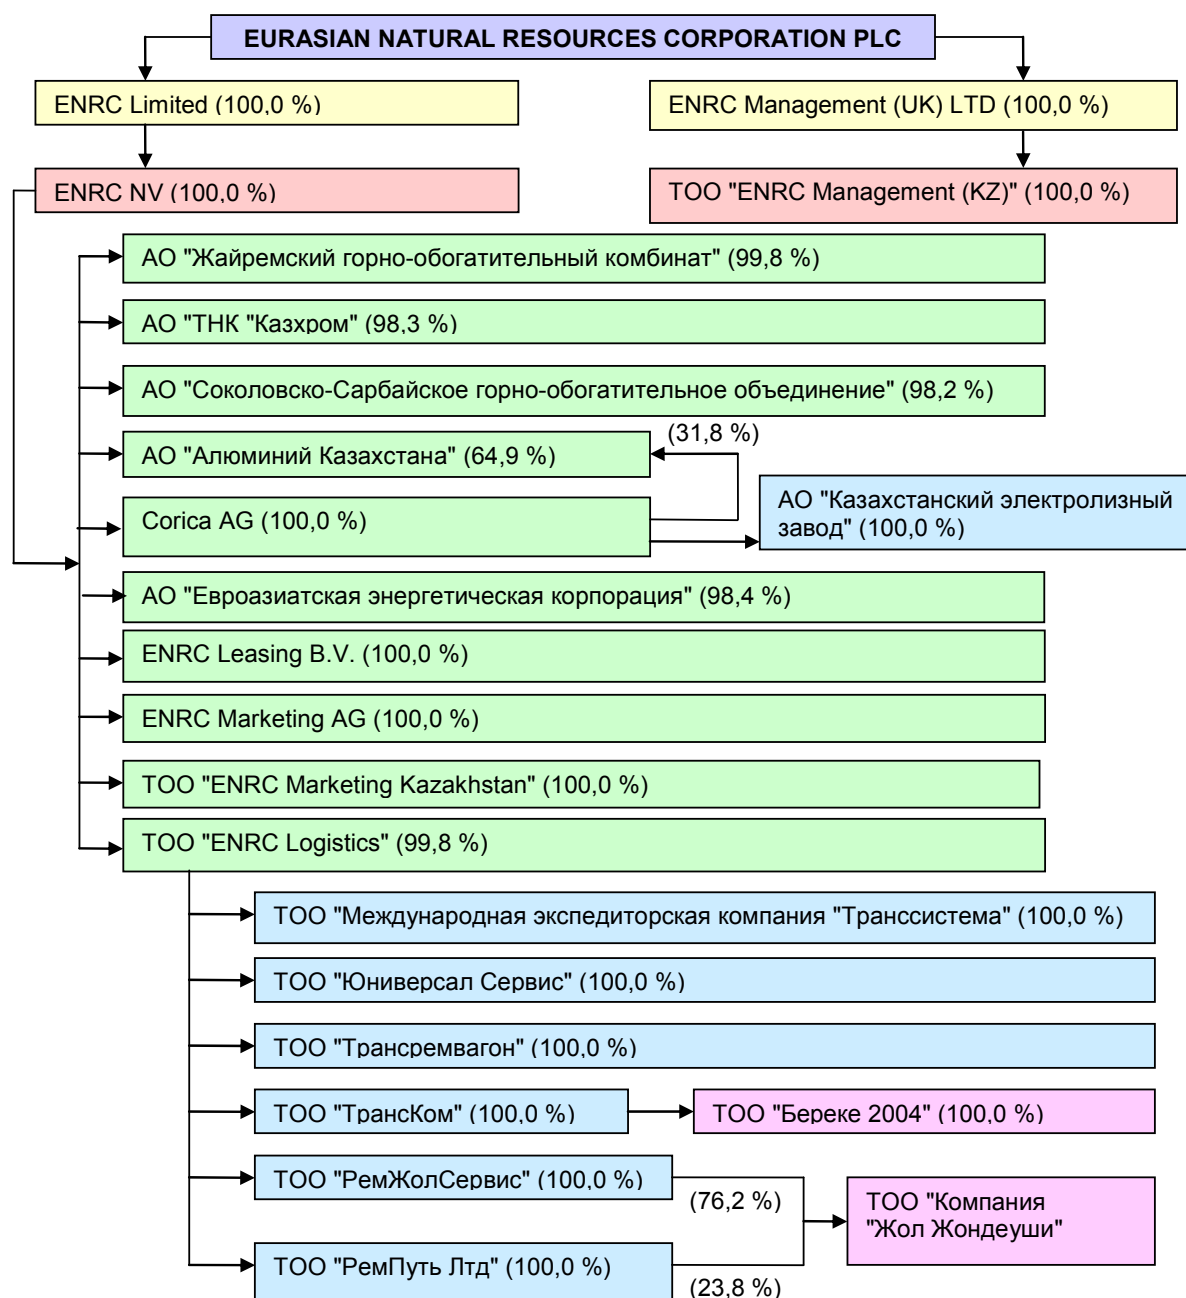 EURASIAN NATURAL RESOURCES CORPORATION PLC
ENRC Limited (100,0 %)
ENRC Management (UK) LTD (100,0 %)
ENRC NV (100,0 %)
ТОО "ENRC Management (KZ)" (100,0 %)
АО "Жайремский горно-обогатительный комбинат" (99,8 %)
АО "ТНК "Казхром" (98,3 %)
АО "Соколовско-Сарбайское горно-обогатительное объединение" (98,2 %)
(31,8 %)
АО "Алюминий Казахстана" (64,9 %)
Corica AG (100,0 %)
АО "Казахстанский электролизный
завод" (100,0 %)
АО "Евроазиатская энергетическая корпорация" (98,4 %)
ENRC Leasing B.V. (100,0 %)
ENRC Marketing AG (100,0 %)
ТОО "ENRC Marketing Kazakhstan" (100,0 %)
ТОО "ENRC Logistics" (99,8 %)
ТОО "Международная экспедиторская компания "Транссистема" (100,0 %)
ТОО "Юниверсал Сервис" (100,0 %)
ТОО "Трансремвагон" (100,0 %)
ТОО "ТрансКом" (100,0 %)
ТОО "Береке 2004" (100,0 %)
ТОО "РемЖолСервис" (100,0 %)
(76,2 %)
ТОО "Компания
"Жол Жондеуши"
ТОО "РемПуть Лтд" (100,0 %)
(23,8 %)